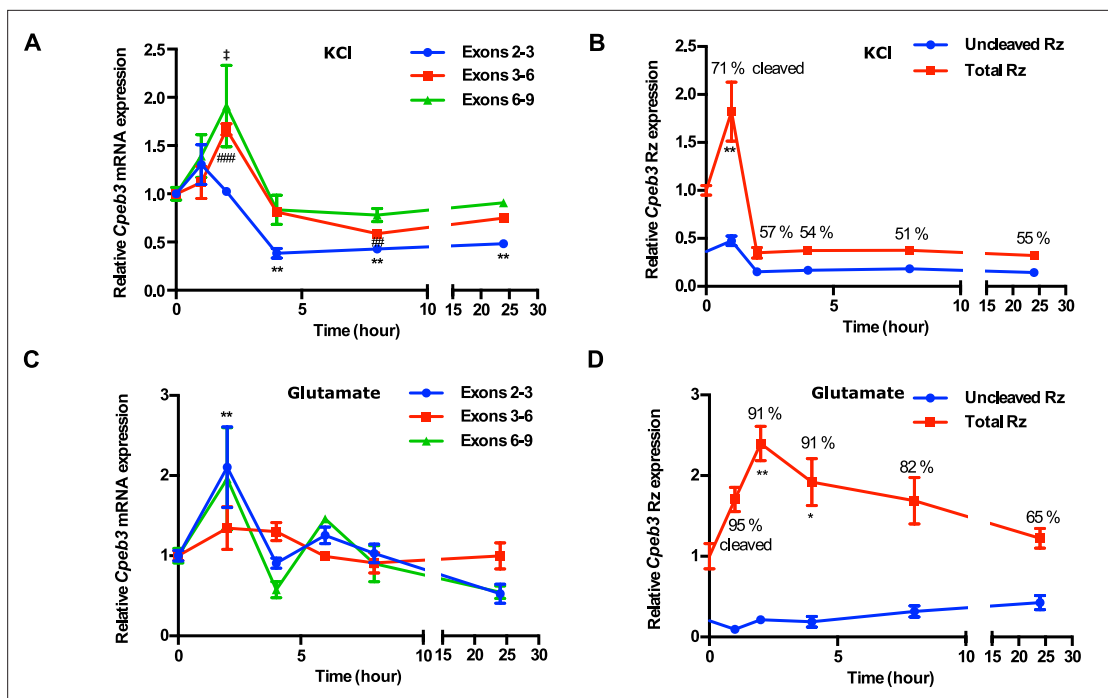 A
KCl
Relative Cpeb3 mRNA expression
Exons 2-3
Exons 3-6
Exons 6-9
2.5
2.0
1.5
1.0
0.5
0.0
‡
###
##
**
**
**
0
5
10
15
20
25
30
Time (hour)
B
KCl
Relative Cpeb3 Rz expression
Uncleaved Rz
Total Rz
2.5
2.0
1.5
1.0
0.5
0.0
71 % cleaved
**
57 %
54 %
51 %
55 %
0
5
10
15
20
25
30
Time (hour)
C
Glutamate
Relative Cpeb3 mRNA expression
Exons 2-3
Exons 3-6
Exons 6-9
3
2
1
0
**
0
5
10
15
20
25
30
Time (hour)
D
Glutamate
Relative Cpeb3 Rz expression
Uncleaved Rz
Total Rz
3
2
1
0
95 %
cleaved
91 %
**
91 %
*
82 %
65 %
0
5
10
15
20
25
30
Time (hour)